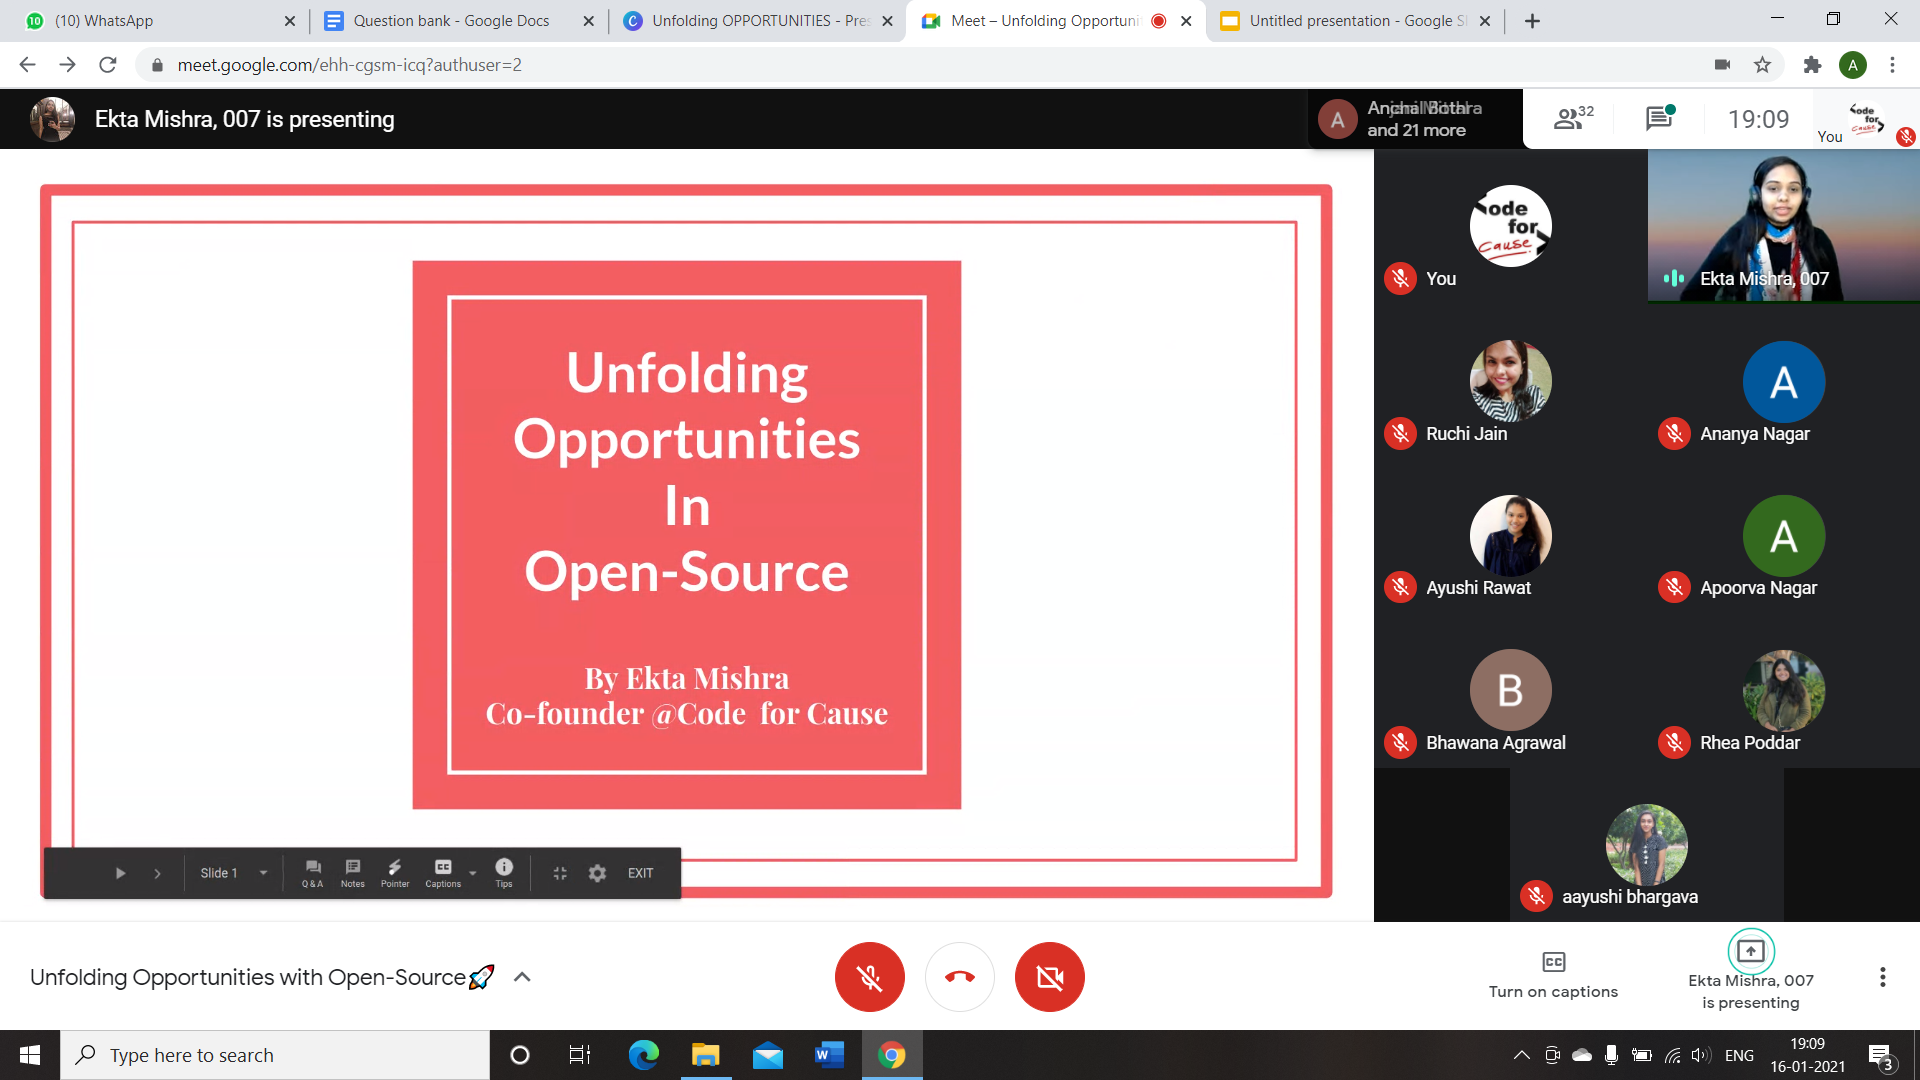 (10) WhatsApp
Question bank - Google Docs
Unfolding OPPORTUNITIES - Pres
Meet – Unfolding Opportuni
Untitled presentation - Google Sl
meet.google.com/ehh-cgsm-icq?authuser=2
A
Ekta Mishra, 007 is presenting
A
and 21 more
32
19:09
You
ode
for
Cause
ode
for
Cause
You
Ekta Mishra, 007
Ruchi Jain
A
Ananya Nagar
Ayushi Rawat
A
Apoorva Nagar
B
Bhawana Agrawal
Rhea Poddar
aayushi bhargava
Unfolding
Opportunities
In
Open-Source
By Ekta Mishra
Co-founder @Code for Cause
Slide 1
Q & A
Notes
Pointer
Captions
Tips
EXIT
Unfolding Opportunities with Open-Source🚀
Turn on captions
Ekta Mishra, 007
is presenting
Type here to search
ENG
19:09
16-01-2021
3